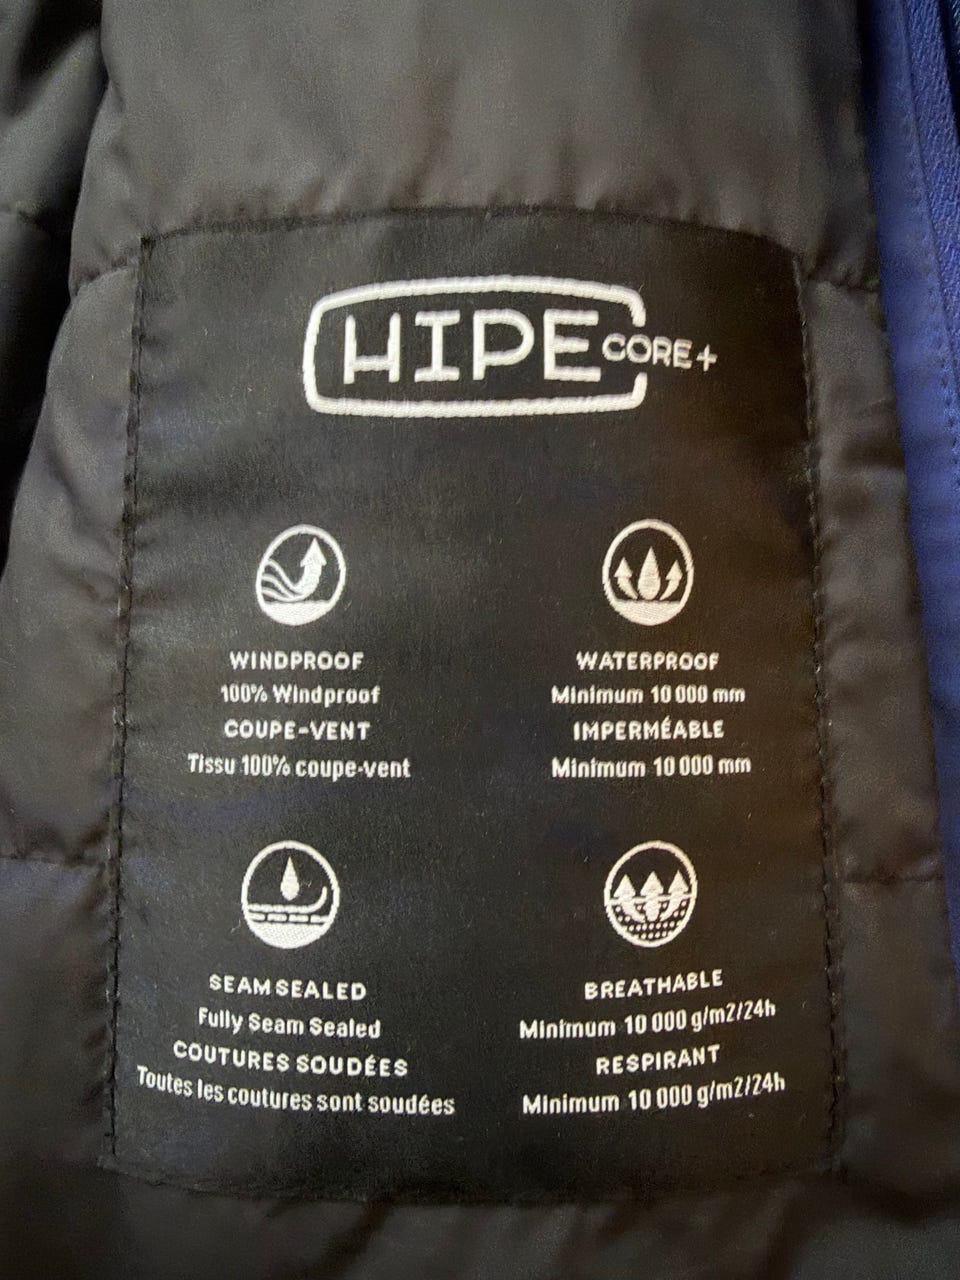 HIPE CORE+
WINDPROOF
100% Windproof
COUPE-VENT
Tissu 100% coupe-vent
WATERPROOF
Minimum 10 000 mm
IMPERMÉABLE
Minimum 10 000 mm
SEAM SEALED
Fully Seam Sealed
COUTURES SOUDÉES
Toutes les coutures sont soudées
BREATHABLE
Minimum 10 000 g/m2/24h
RESPIRANT
Minimum 10 000 g/m2/24h